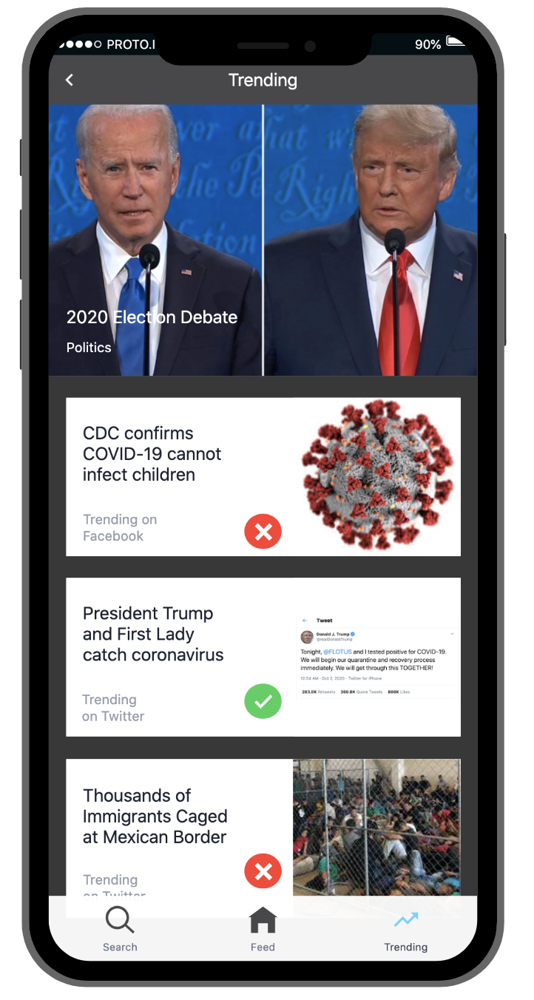 PROTO.I
90%
Trending
2020 Election Debate
Politics
CDC confirms
COVID-19 cannot
infect children
Trending on
Facebook
President Trump
and First Lady
catch coronavirus
Trending
on Twitter
Tweet
Donald J. Trump
@realDonaldTrump
Tonight, @FLOTUS and I tested positive for COVID-19.
We will begin our quarantine and recovery process
immediately. We will get through this TOGETHER!
12:54 AM · Oct 2, 2020 · Twitter for iPhone
283.8K Retweets 360.8K Quote Tweets 886K Likes
Thousands of
Immigrants Caged
at Mexican Border
Trending
on Twitter
Search
Feed
Trending